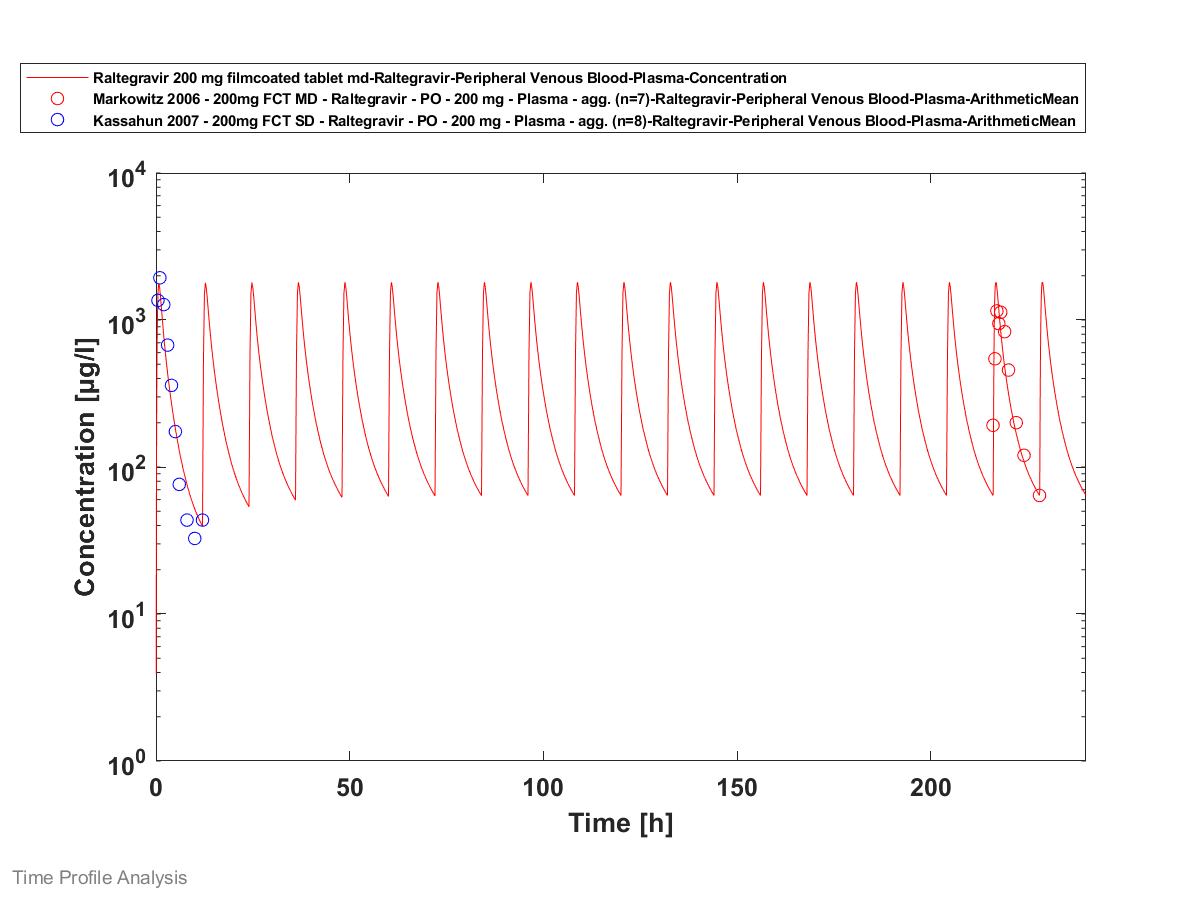 Raltegravir 200 mg filmcoated tablet md-Raltegravir-Peripheral Venous Blood-Plasma-Concentration
Markowitz 2006 - 200mg FCT MD - Raltegravir - PO - 200 mg - Plasma - agg. (n=7)-Raltegravir-Peripheral Venous Blood-Plasma-ArithmeticMean
Kassahun 2007 - 200mg FCT SD - Raltegravir - PO - 200 mg - Plasma - agg. (n=8)-Raltegravir-Peripheral Venous Blood-Plasma-ArithmeticMean
10^4
10^3
10^2
10^1
10^0
Concentration [µg/l]
0 50 100 150 200
Time [h]
Time Profile Analysis